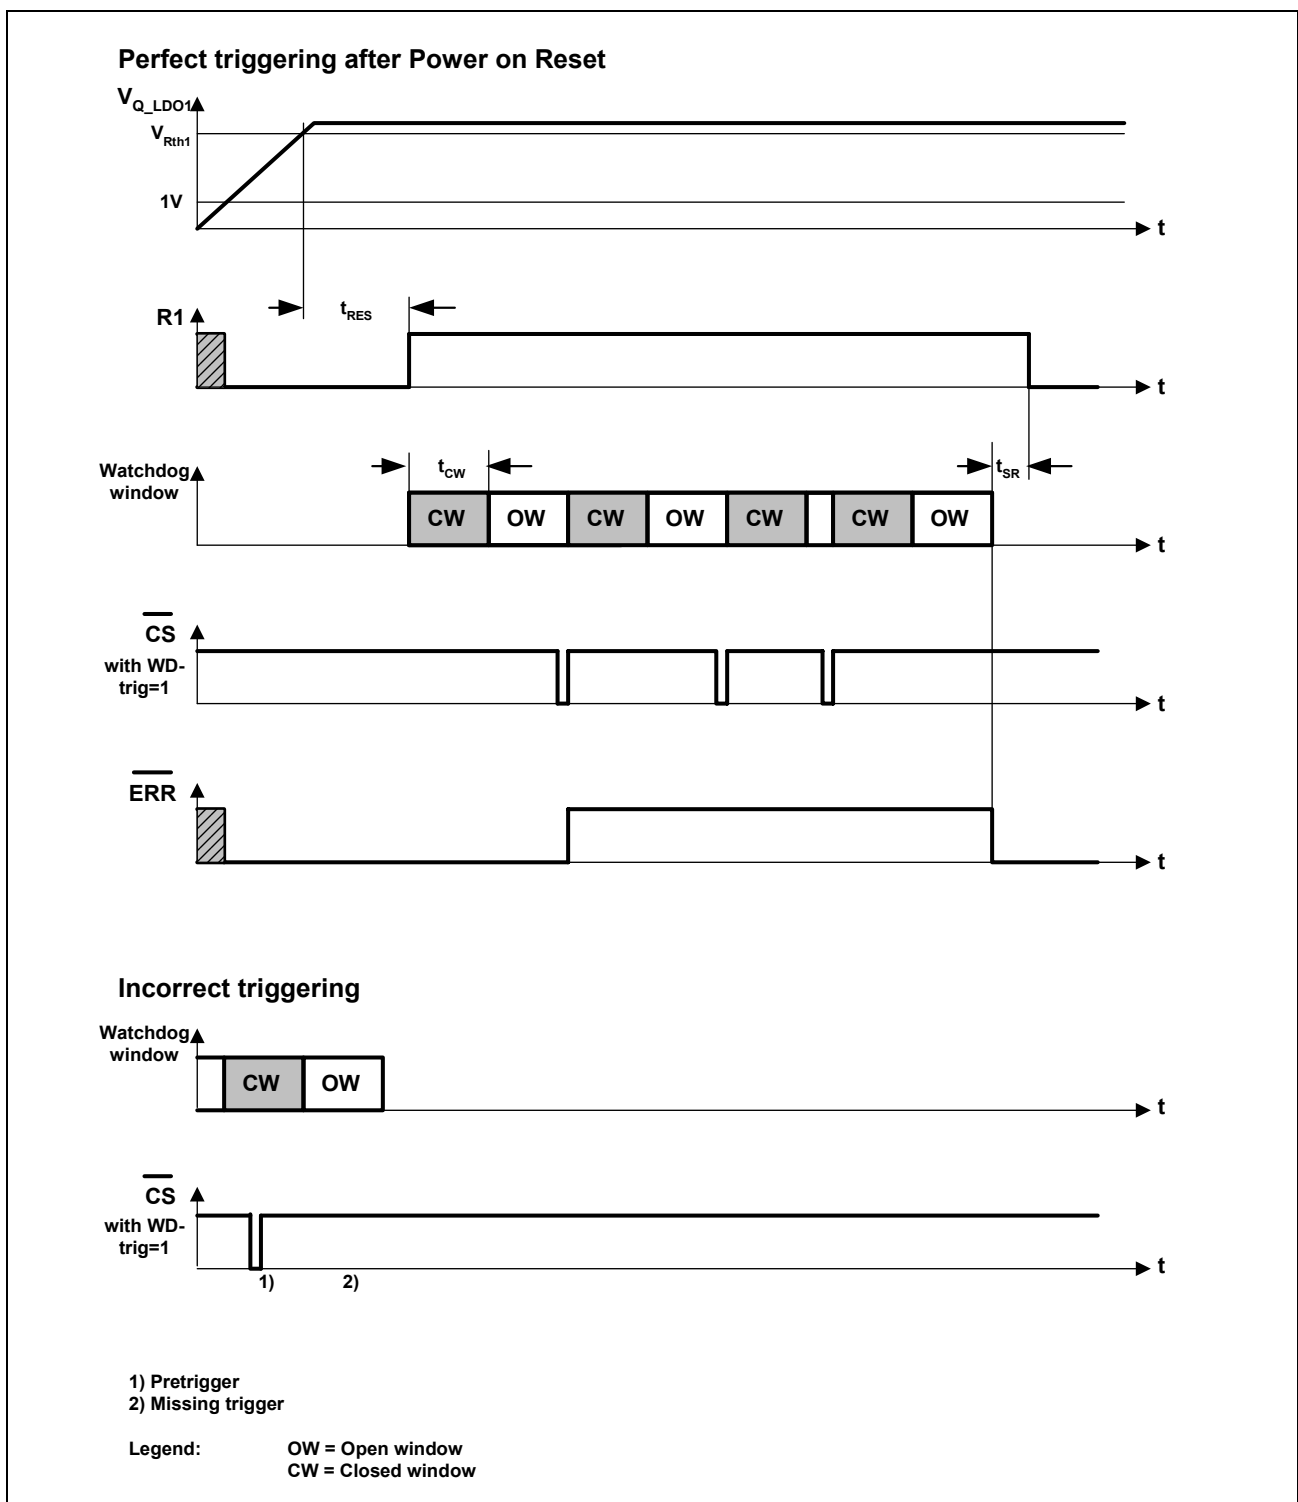 Perfect triggering after Power on Reset
V_Q_LDO1
V_Rth1
1V
t
R1
t_RES
t
Watchdog
window
t_CW
t_SR
CW OW CW OW CW CW OW
t
CS
with WD-
trig=1
t
ERR
t
Incorrect triggering
Watchdog
window
CW OW
t
CS
with WD-
trig=1
t
1) 2)
1) Pretrigger
2) Missing trigger
Legend: OW = Open window
CW = Closed window